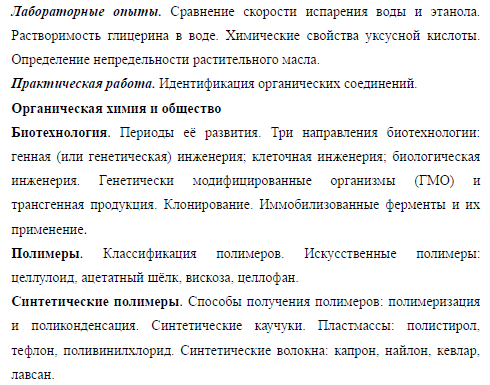 Лабораторные опыты. Сравнение скорости испарения воды и этанола.
Растворимость глицерина в воде. Химические свойства уксусной кислоты.
Определение непредельности растительного масла.
Практическая работа. Идентификация органических соединений.
Органическая химия и общество
Биотехнология. Периоды её развития. Три направления биотехнологии:
генная (или генетическая) инженерия; клеточная инженерия; биологическая
инженерия. Генетически модифицированные организмы (ГМО) и
трансгенная продукция. Клонирование. Иммобилизованные ферменты и их
применение.
Полимеры. Классификация полимеров. Искусственные полимеры:
целлулоид, ацетатный шёлк, вискоза, целлофан.
Синтетические полимеры. Способы получения полимеров: полимеризация
и поликонденсация. Синтетические каучуки. Пластмассы: полистирол,
тефлон, поливинилхлорид. Синтетические волокна: капрон, найлон, кевлар,
лавсан.